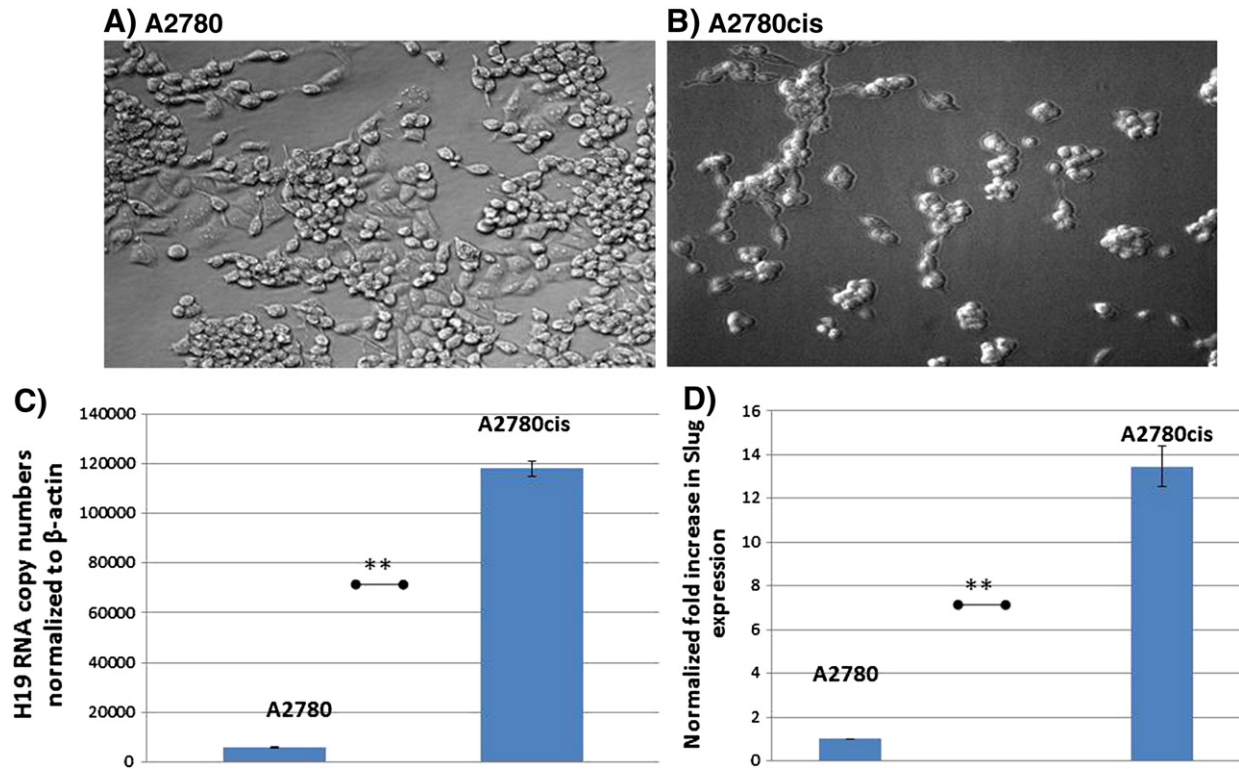 A) A2780
B) A2780cis
C)
H19 RNA copy numbers
normalized to β-actin
140000
120000
100000
80000
60000
40000
20000
0
A2780
**
A2780cis
D)
Normalized fold increase in Slug
expression
16
14
12
10
8
6
4
2
0
A2780
**
A2780cis